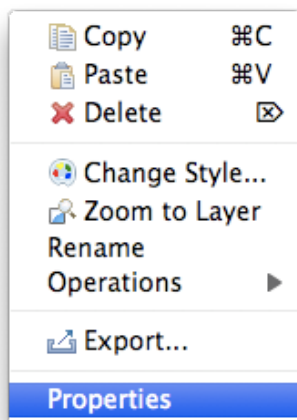 Copy ⌘C
Paste ⌘V
Delete ⌦
Change Style...
Zoom to Layer
Rename
Operations ▶
Export...
Properties